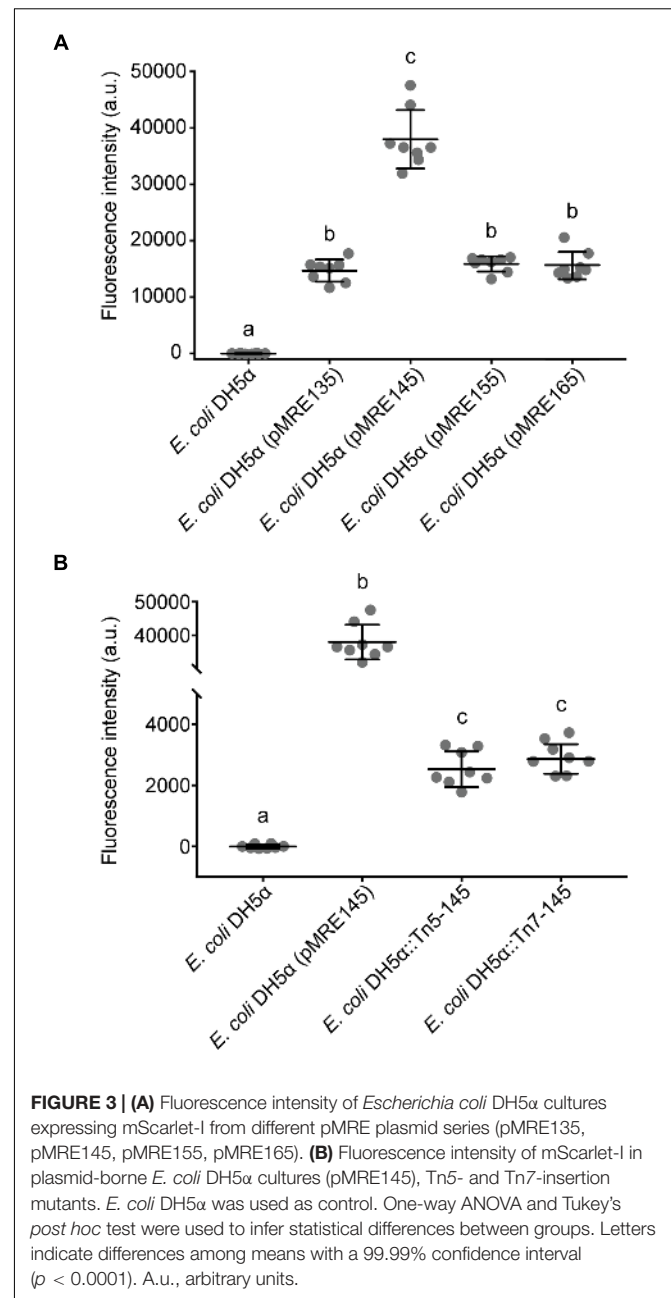 A
Fluorescence intensity (a.u.)
50000
40000
30000
20000
10000
0
a
b
c
b
b
E. coli DH5α
E. coli DH5α (pMRE135)
E. coli DH5α (pMRE145)
E. coli DH5α (pMRE155)
E. coli DH5α (pMRE165)
B
Fluorescence intensity (a.u.)
50000
40000
4000
2000
0
a
b
c
c
E. coli DH5α
E. coli DH5α (pMRE145)
E. coli DH5α::Tn5-145
E. coli DH5α::Tn7-145
FIGURE 3 | (A) Fluorescence intensity of Escherichia coli DH5α cultures
expressing mScarlet-I from different pMRE plasmid series (pMRE135,
pMRE145, pMRE155, pMRE165). (B) Fluorescence intensity of mScarlet-I in
plasmid-borne E. coli DH5α cultures (pMRE145), Tn5- and Tn7-insertion
mutants. E. coli DH5α was used as control. One-way ANOVA and Tukey's
post hoc test were used to infer statistical differences between groups. Letters
indicate differences among means with a 99.99% confidence interval
(p < 0.0001). A.u., arbitrary units.